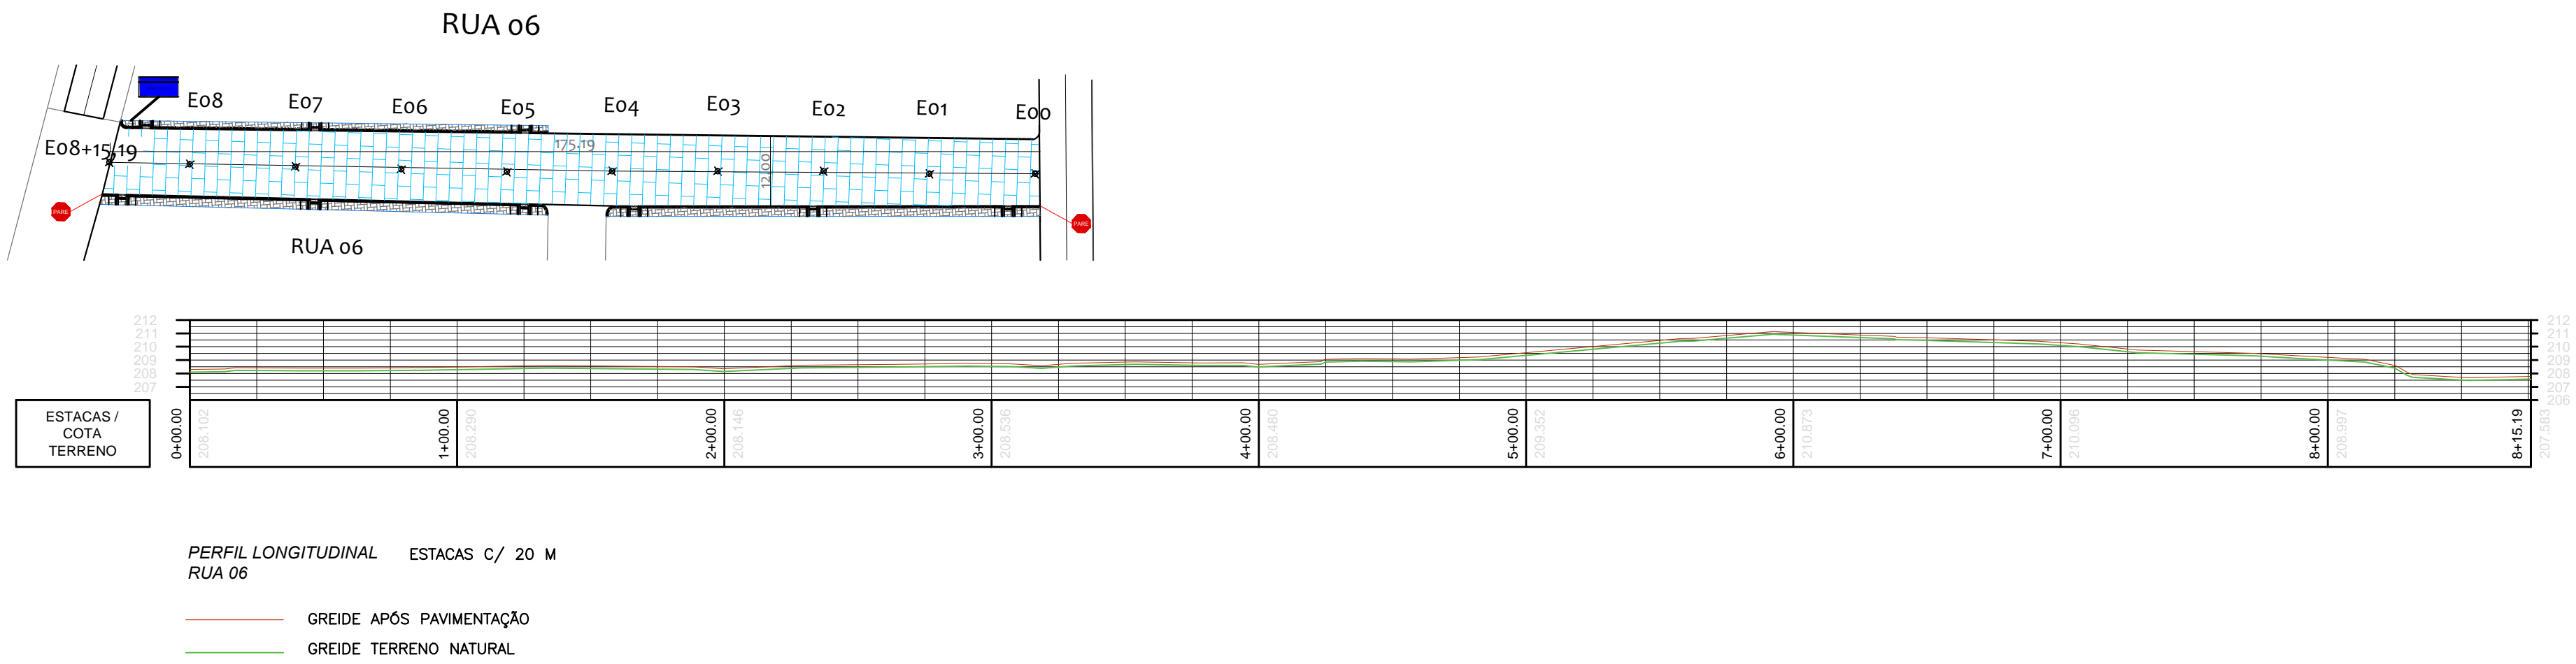 RUA 06
E08 E07 E06 E05 E04 E03 E02 E01 E00
E08+15,19
175.19
12.00
PARE
PARE
RUA 06
212 212
211 211
210 210
209 209
208 208
207 207
206
ESTACAS /
COTA
TERRENO
0+00.00
208.102
1+00.00
208.290
2+00.00
208.146
3+00.00
208.536
4+00.00
208.480
5+00.00
209.352
6+00.00
210.873
7+00.00
210.096
8+00.00
208.997
8+15.19
207.583
PERFIL LONGITUDINAL ESTACAS C/ 20 M
RUA 06
GREIDE APÓS PAVIMENTAÇÃO
GREIDE TERRENO NATURAL